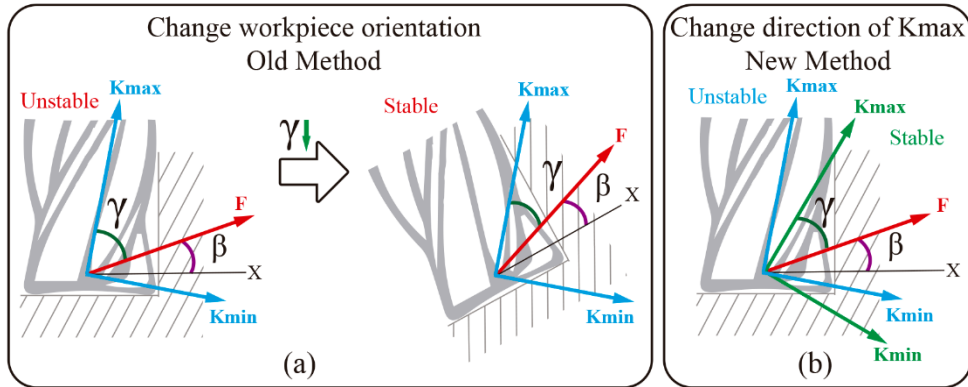 Change workpiece orientation
Old Method
Unstable
Kmax
γ
F
β
X
Kmin
γ
Stable
Kmax
γ
F
β
X
Kmin
(a)
Change direction of Kmax
New Method
Unstable
Kmax
Kmax
Stable
γ
F
β
X
Kmin
Kmin
(b)